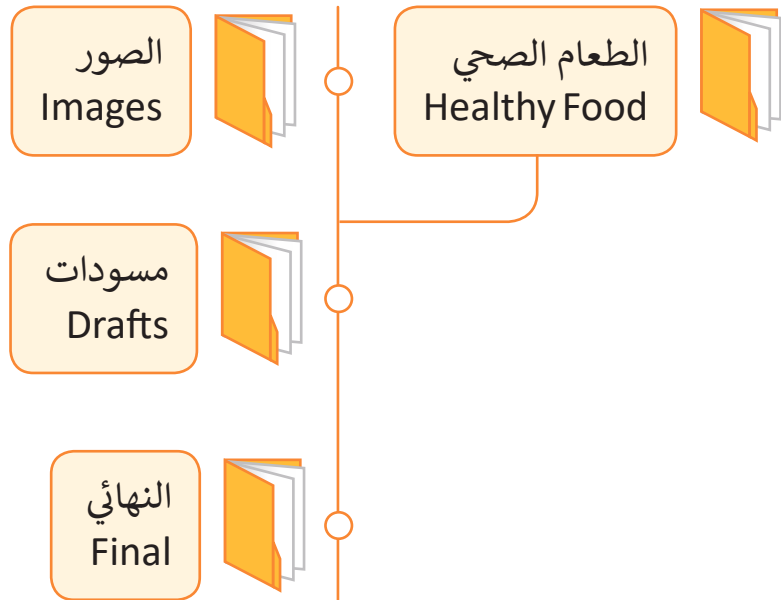 الطعام الصحي
Healthy Food
الصور
Images
مسودات
Drafts
النهائي
Final